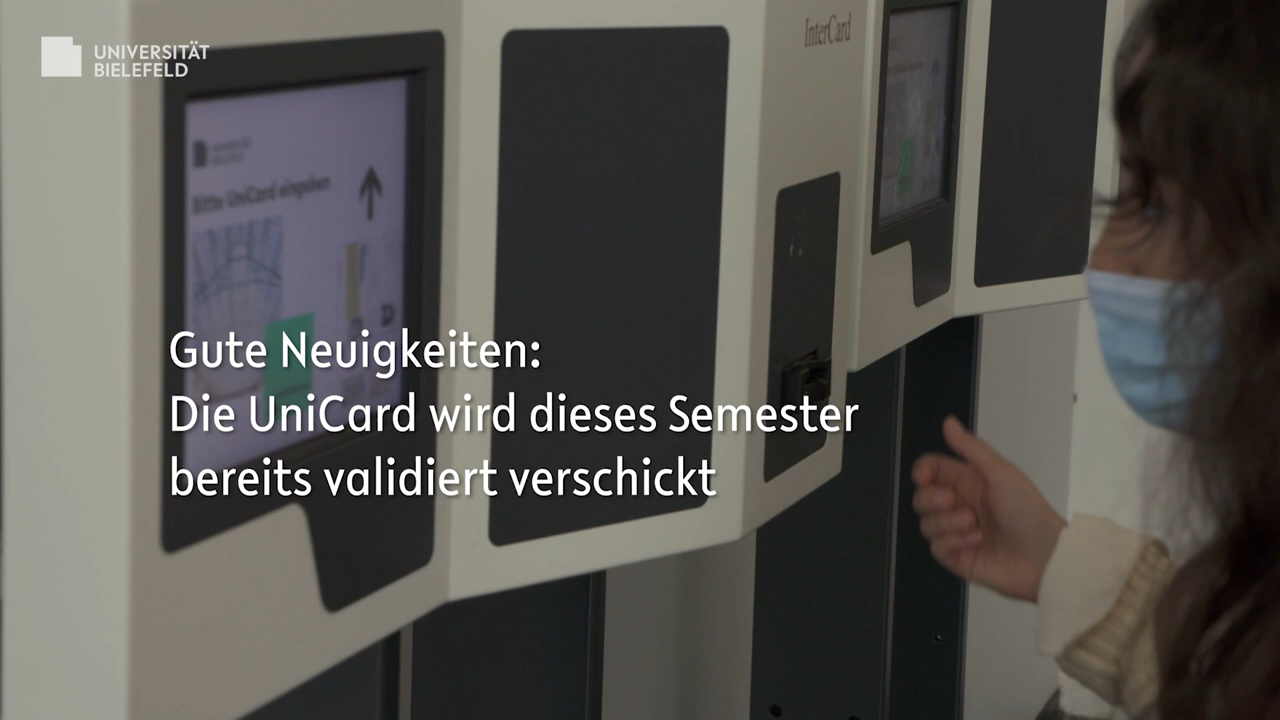 UNIVERSITÄT
BIELEFELD
InterCard
Bitte UniCard eingeben
Gute Neuigkeiten:
Die UniCard wird dieses Semester
bereits validiert verschickt